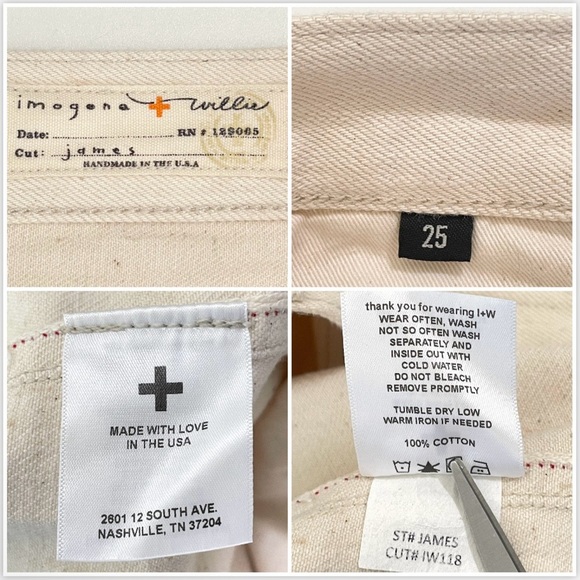 imogene + willie
Date: RN # 129005
Cut: james
HANDMADE IN THE U.S.A
25
MADE WITH LOVE
IN THE USA
2601 12 SOUTH AVE.
NASHVILLE, TN 37204
thank you for wearing I+W
WEAR OFTEN, WASH
NOT SO OFTEN WASH
SEPARATELY AND
INSIDE OUT WITH
COLD WATER
DO NOT BLEACH
REMOVE PROMPTLY
TUMBLE DRY LOW
WARM IRON IF NEEDED
100% COTTON
ST# JAMES
CUT# IW118